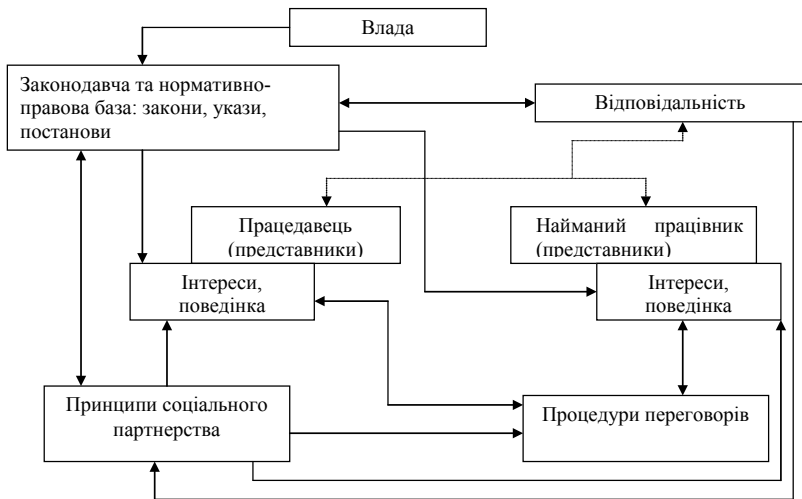 Влада
Законодавча та нормативно-
правова база: закони, укази,
постанови
Відповідальність
Працедавець
(представники)
Найманий працівник
(представники)
Інтереси,
поведінка
Інтереси,
поведінка
Принципи соціального
партнерства
Процедури переговорів